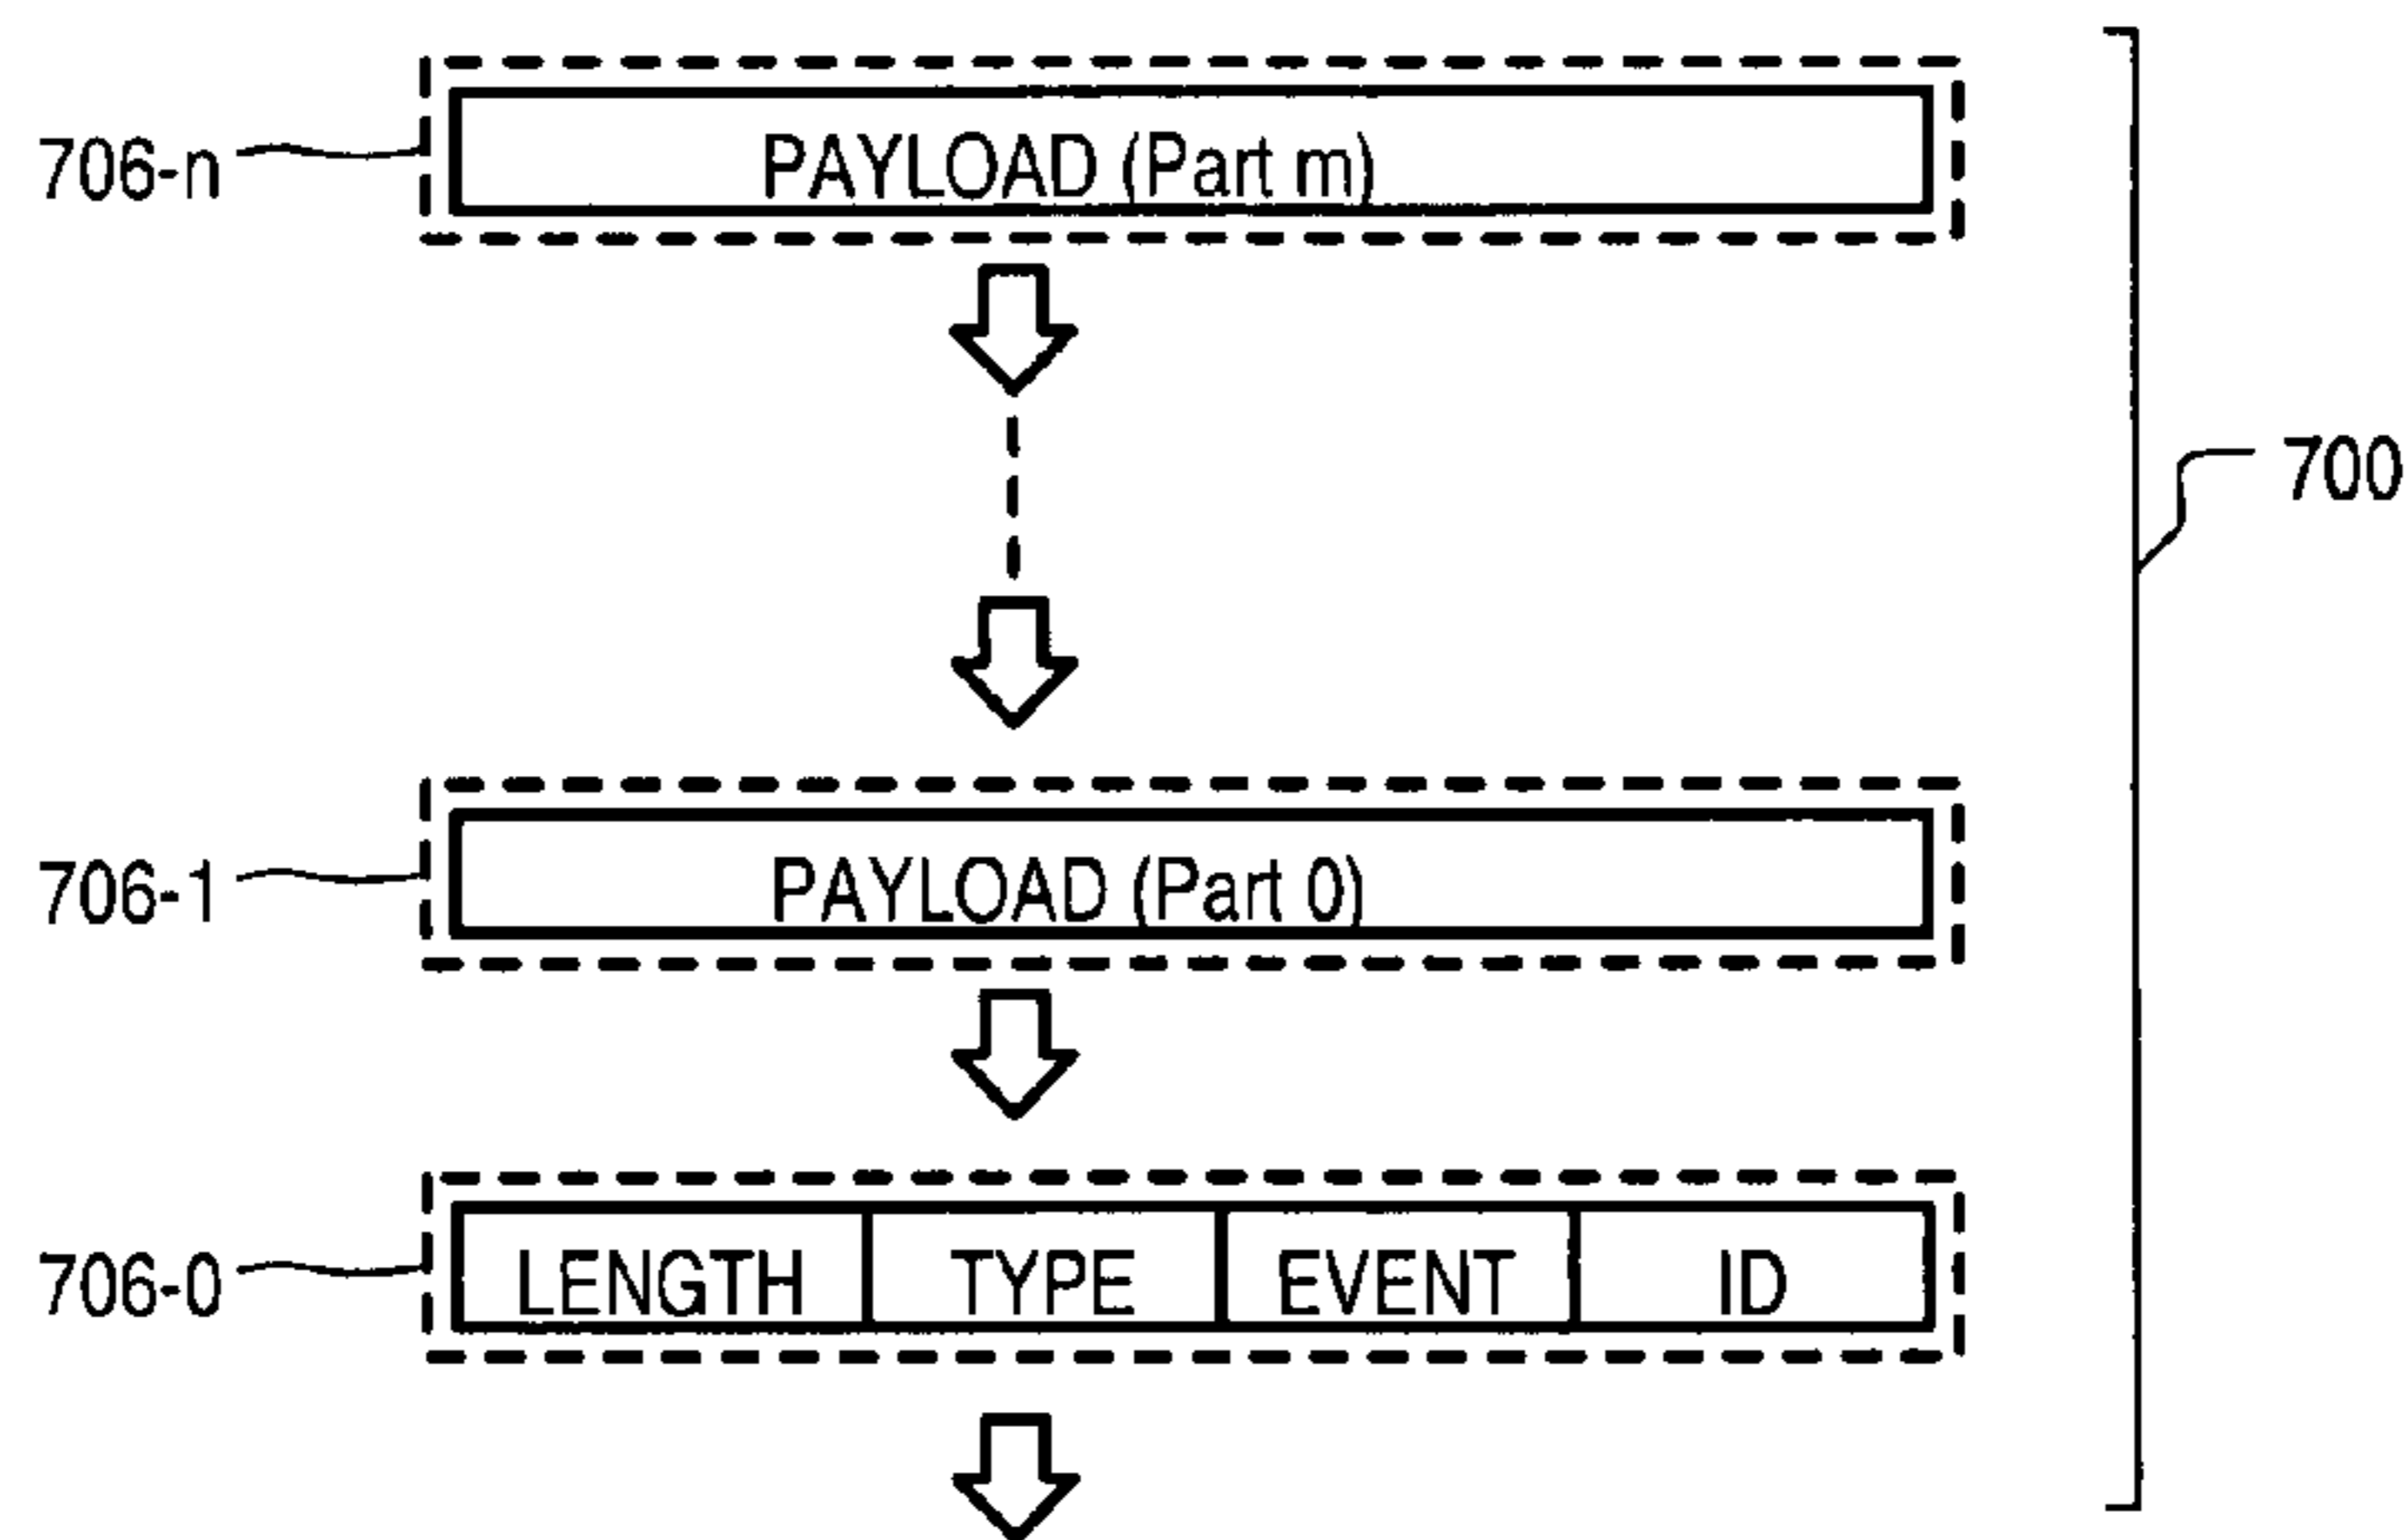 706-n
PAYLOAD (Part m)
700
706-1
PAYLOAD (Part 0)
706-0
LENGTH
TYPE
EVENT
ID